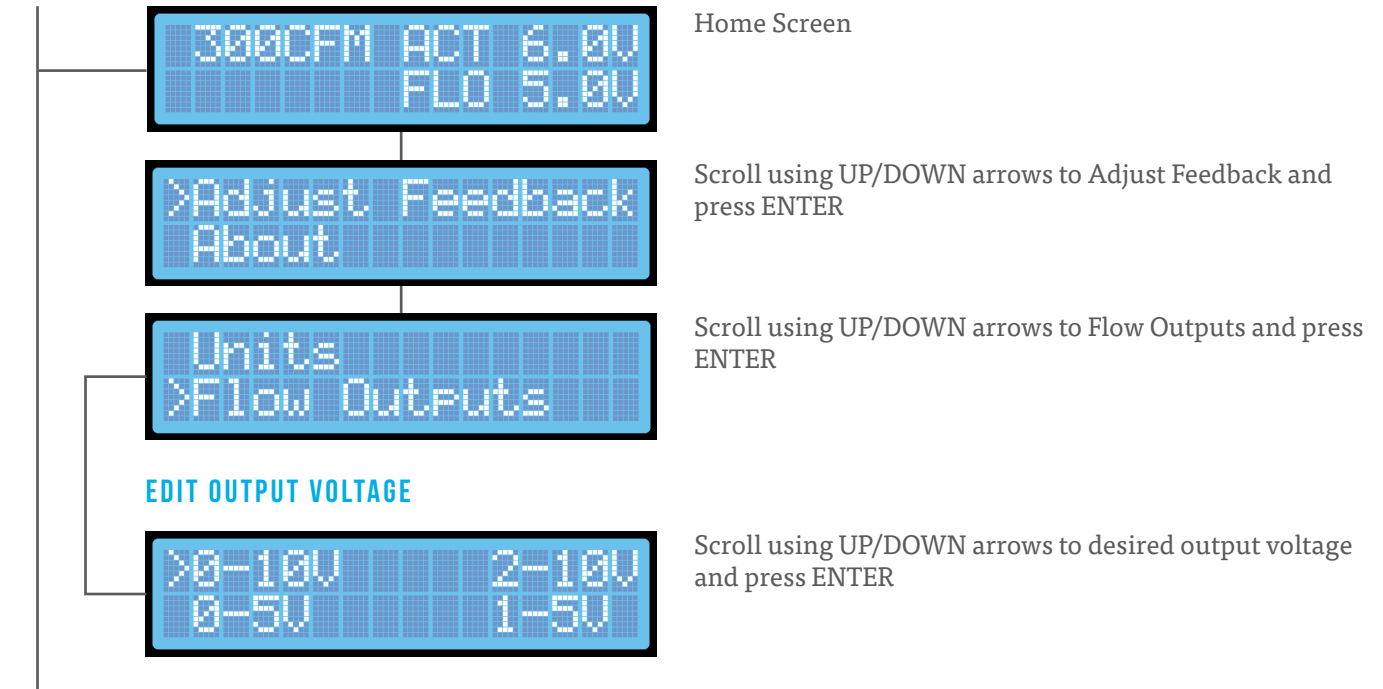 300CFM ACT 6.0V
FLO 5.0V
Home Screen
>Adjust Feedback
About
Scroll using UP/DOWN arrows to Adjust Feedback and
press ENTER
Units
>Flow Outputs
Scroll using UP/DOWN arrows to Flow Outputs and press
ENTER
EDIT OUTPUT VOLTAGE
>0-10V 2-10V
0-5V 1-5V
Scroll using UP/DOWN arrows to desired output voltage
and press ENTER